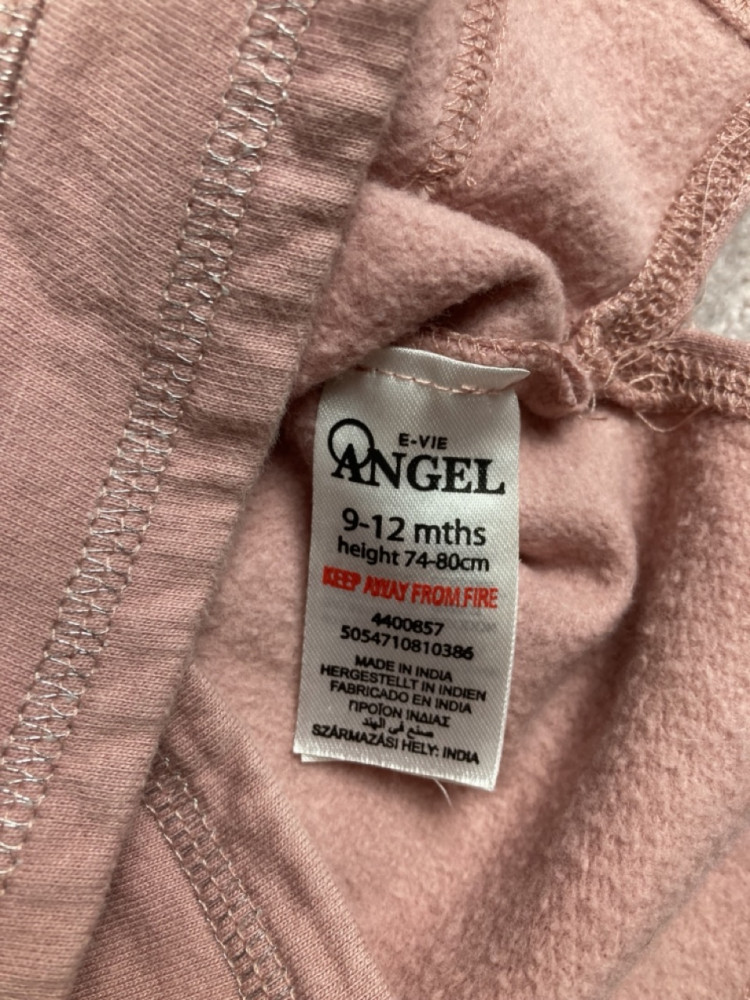 E-VIE
ANGEL
9-12 mths
height 74-80cm
KEEP AWAY FROM FIRE
4400857
5054710810386
MADE IN INDIA
HERGESTELLT IN INDIEN
FABRICADO EN INDIA
ΠΡΟΪΟΝ ΙΝΔΙΑΣ
صنع في الهند
SZÁRMAZÁSI HELY: INDIA